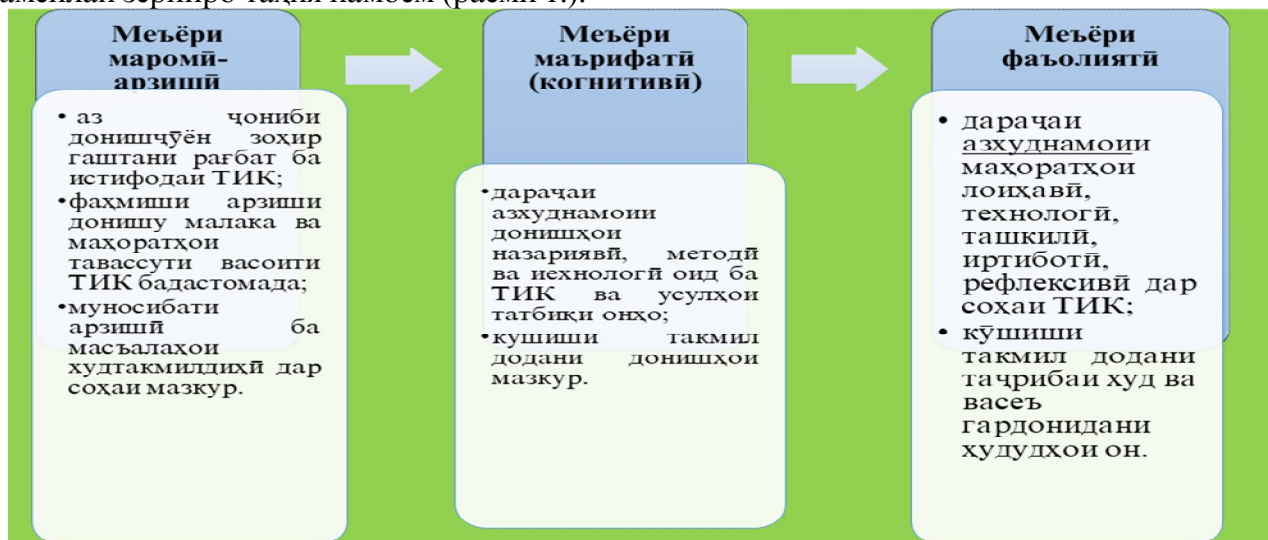 зерин
(расми 1.).
Меъёри
маромӣ-
арзишӣ
• аз ҷониби
донишҷӯён зоҳир
гаштани рағбат ба
истифодаи ТИК;
•фаҳмиши арзиши
донишу малака ва
маҳоратҳои
тавассути васоити
ТИК бадастомада;
•муносибати
арзишӣ ба
масъалаҳои
худтакмилдиҳӣ дар
соҳаи мазкур.
Меъёри
маърифатӣ
(когнитивӣ)
•дараҷаи
азхуднамоии
донишҳои
назариявӣ, методӣ
ва иехнологӣ оид ба
ТИК ва усулҳои
татбиқи онҳо;
•кушиши такмил
додани донишҳои
мазкур.
Меъёри
фаъолиятӣ
• дараҷаи
азхуднамоии
маҳоратҳои
лоиҳавӣ,
технологӣ,
ташкилӣ,
иртиботӣ,
рефлексивӣ дар
соҳаи ТИК;
• кӯшиши
такмил додани
таҷрибаи худ ва
васеъ
гардонидани
ҳудудҳои он.